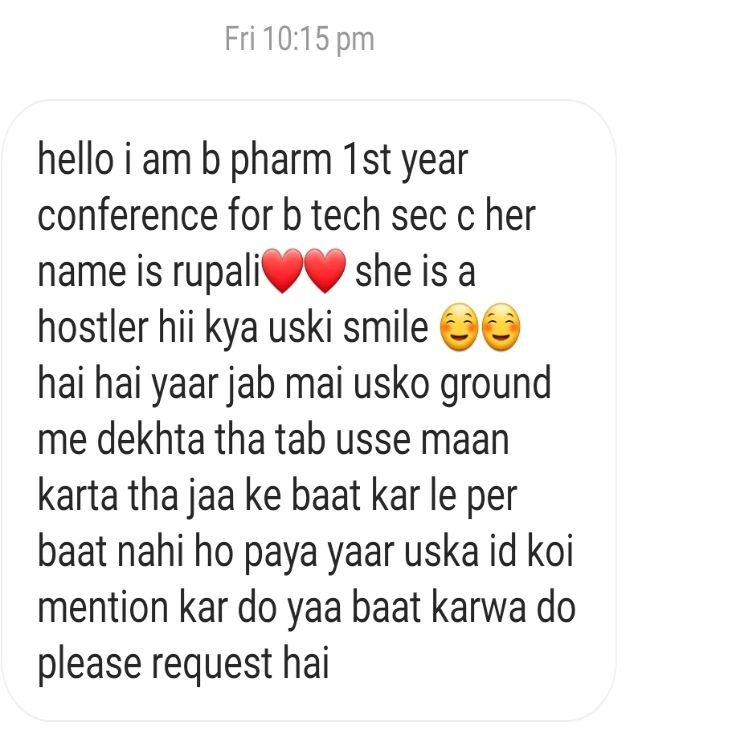 Fri 10:15 pm
hello i am b pharm 1st year
conference for b tech sec c her
name is rupali❤️❤️ she is a
hostler hii kya uski smile ☺️☺️
hai hai yaar jab mai usko ground
me dekhta tha tab usse maan
karta tha jaa ke baat kar le per
baat nahi ho paya yaar uska id koi
mention kar do yaa baat karwa do
please request hai